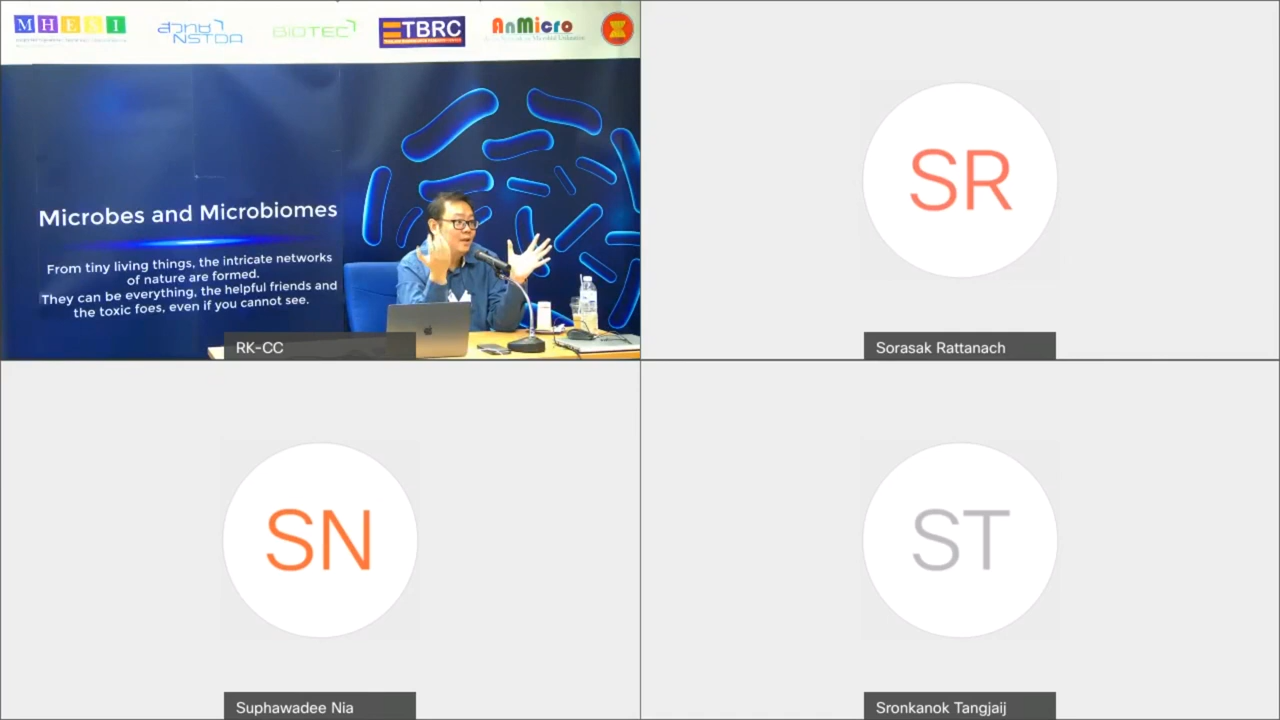 MHESI
สวทช
NSTDA
BIOTEC
TBRC
AnMicro
Microbes and Microbiomes
From tiny living things, the intricate networks
of nature are formed.
They can be everything, the helpful friends and
the toxic foes, even if you cannot see.
RK-CC
SR
Sorasak Rattanach
SN
Suphawadee Nia
ST
Sronkanok Tangjaij